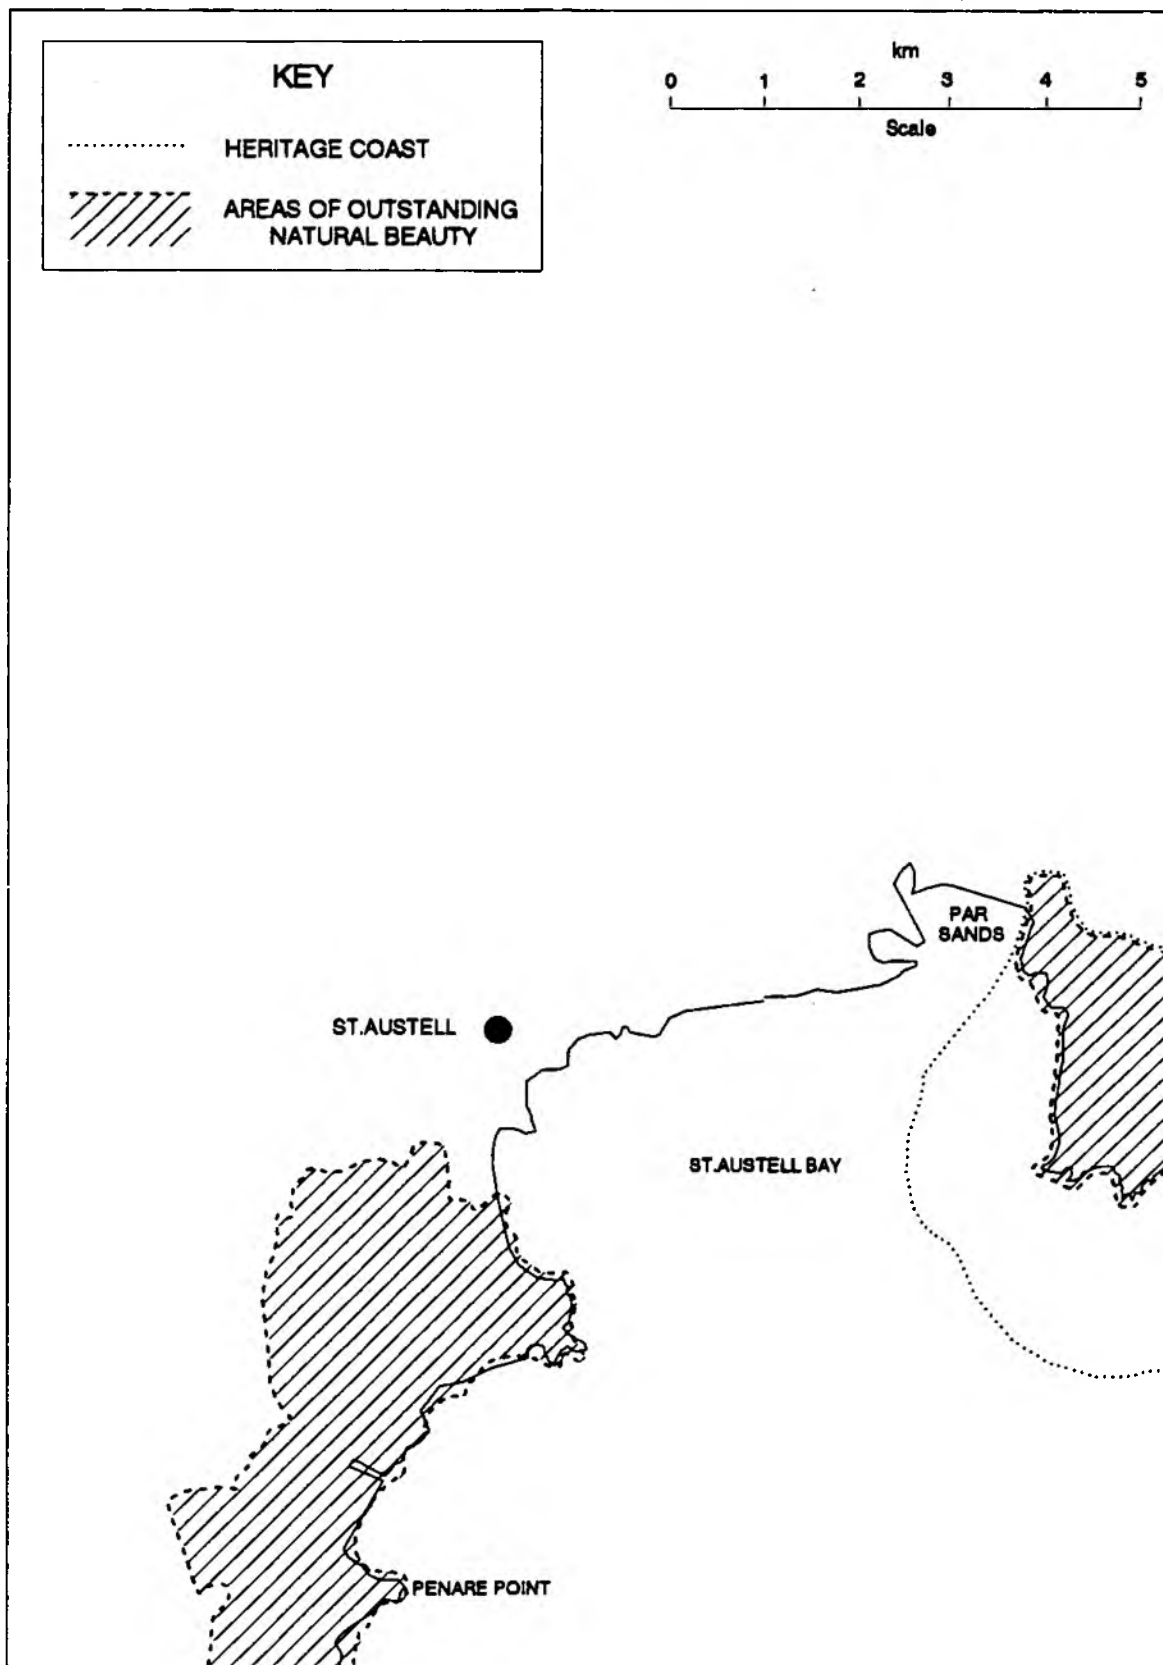 KEY
HERITAGE COAST
AREAS OF OUTSTANDING
NATURAL BEAUTY
km
0 1 2 3 4 5
Scale
PAR
SANDS
ST.AUSTELL
ST.AUSTELL BAY
PENARE POINT